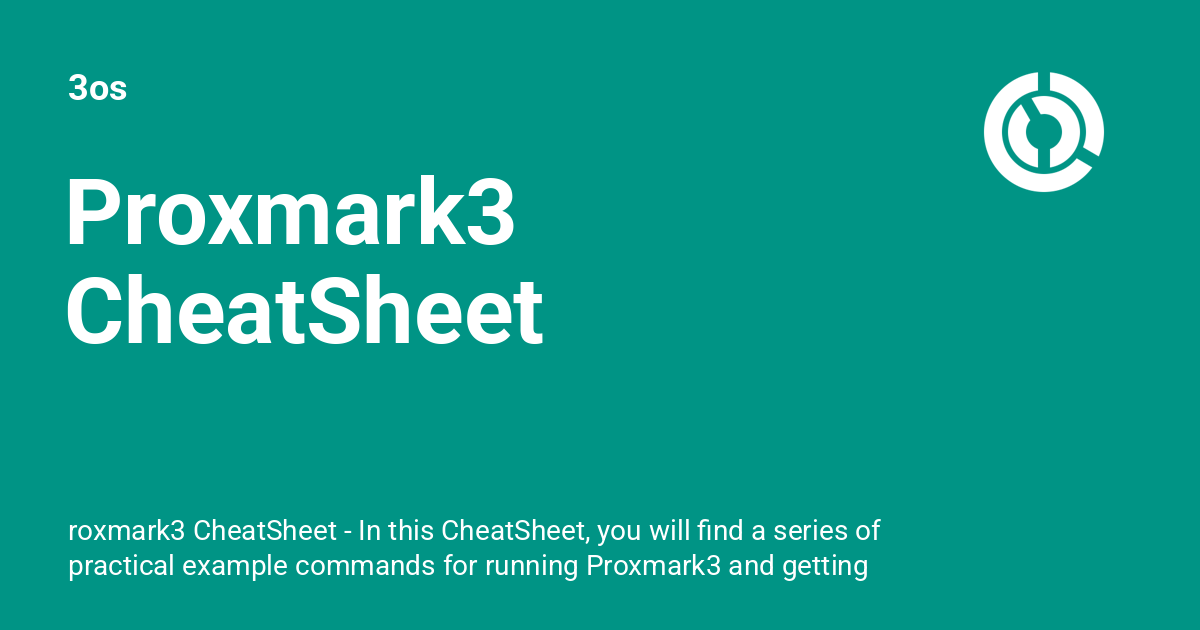 3os
Proxmark3
CheatSheet
roxmark3 CheatSheet - In this CheatSheet, you will find a series of
practical example commands for running Proxmark3 and getting